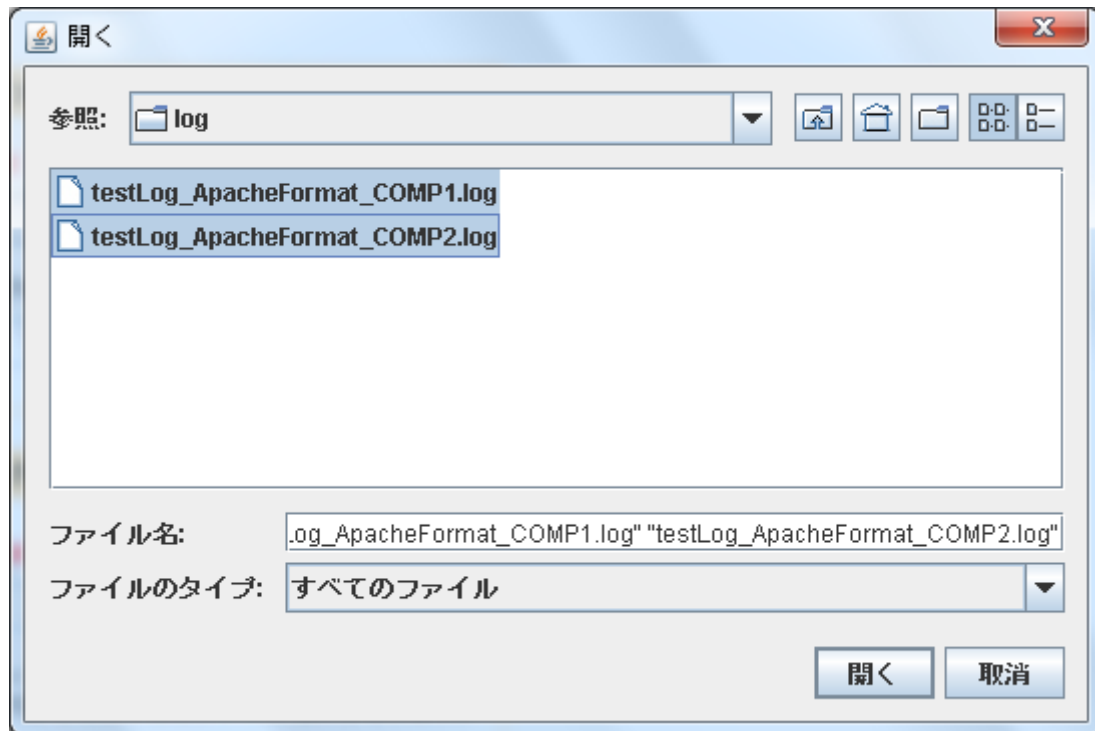 開く
参照: log
testLog_ApacheFormat_COMP1.log
testLog_ApacheFormat_COMP2.log
ファイル名: .og_ApacheFormat_COMP1.log" "testLog_ApacheFormat_COMP2.log"
ファイルのタイプ: すべてのファイル
開く 取消